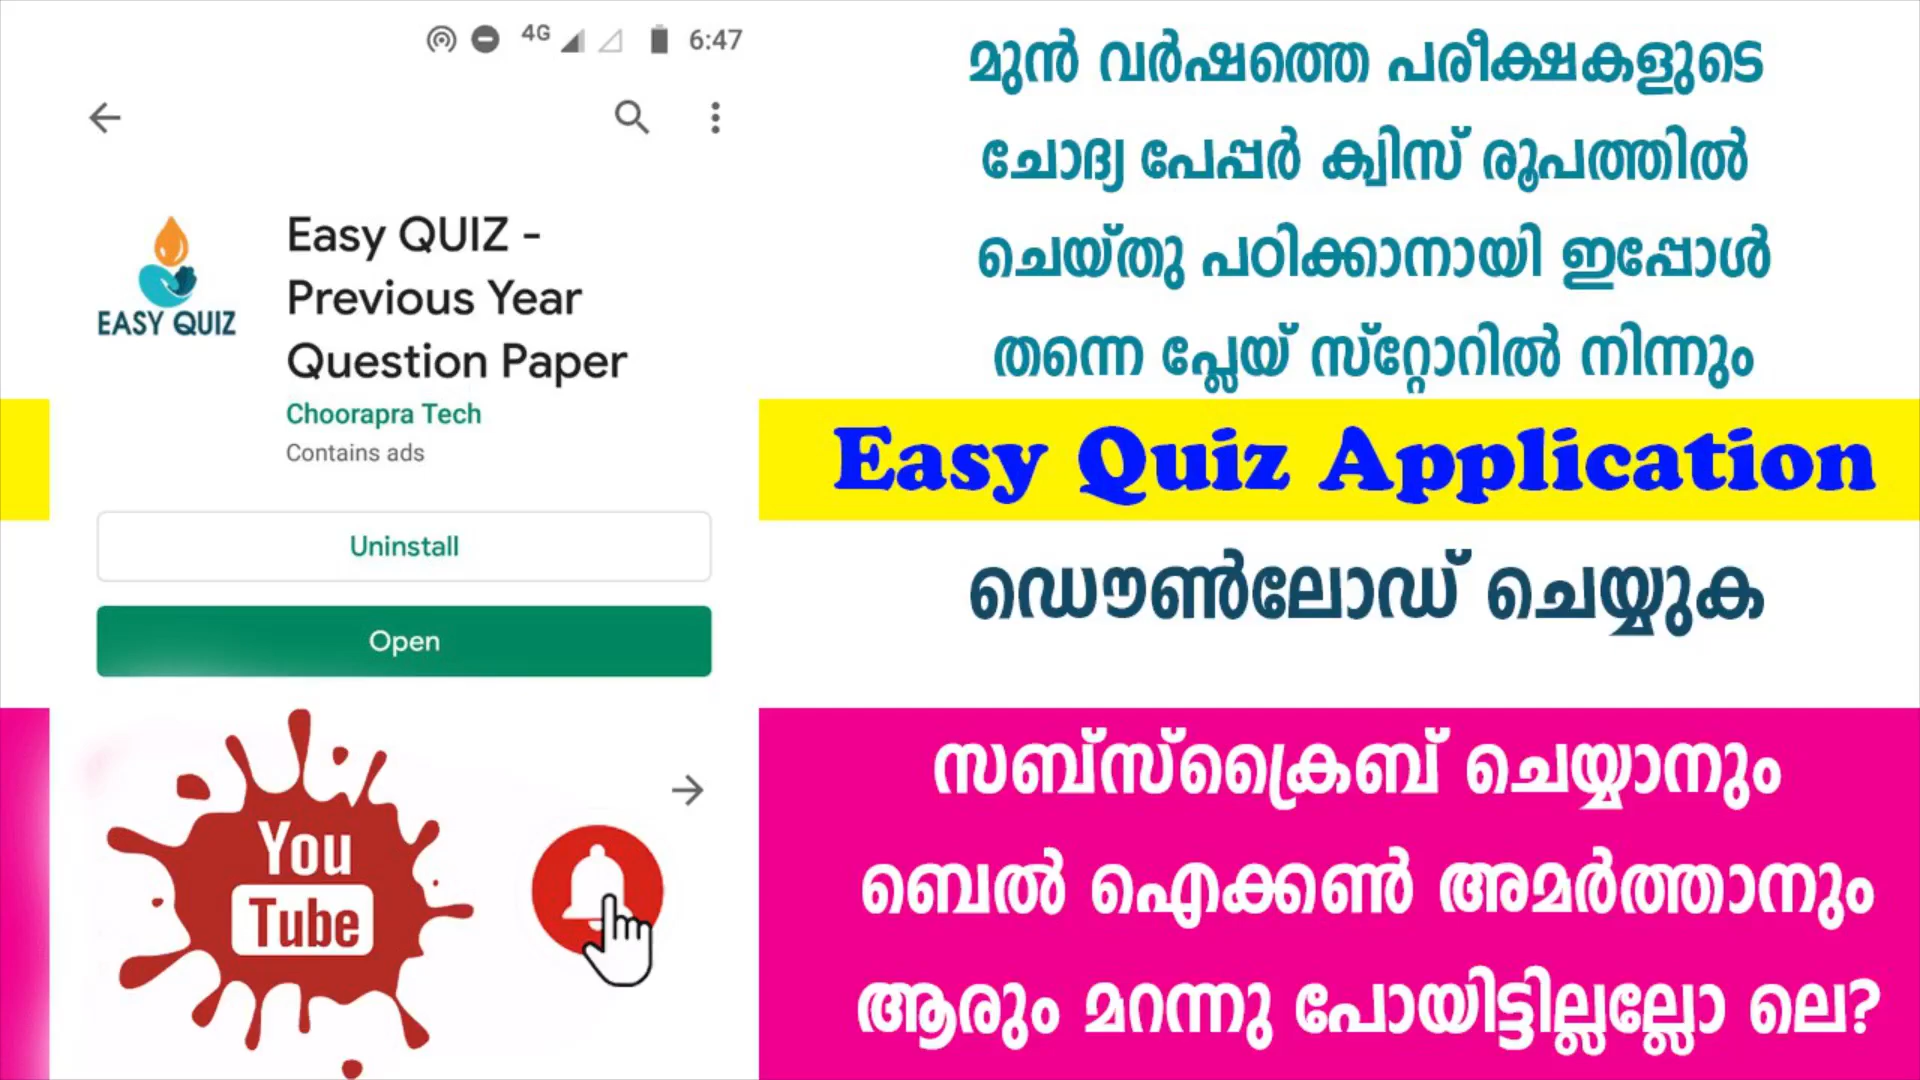 4G 6:47
EASY QUIZ
Easy QUIZ -
Previous Year
Question Paper
Choorapra Tech
Contains ads
Uninstall
Open
You
Tube
മുൻ വർഷത്തെ പരീക്ഷകളുടെ
ചോദ്യ പേപ്പർ ക്വിസ് രൂപത്തിൽ
ചെയ്തു പഠിക്കാനായി ഇപ്പോൾ
തന്നെ പ്ലേയ് സ്റ്റോറിൽ നിന്നും
Easy Quiz Application
ഡൌൺലോഡ് ചെയ്യുക
സബ്സ്ക്രൈബ് ചെയ്യാനും
ബെൽ ഐക്കൺ അമർത്താനും
ആരും മറന്നു പോയിട്ടില്ലല്ലോ ലെ?